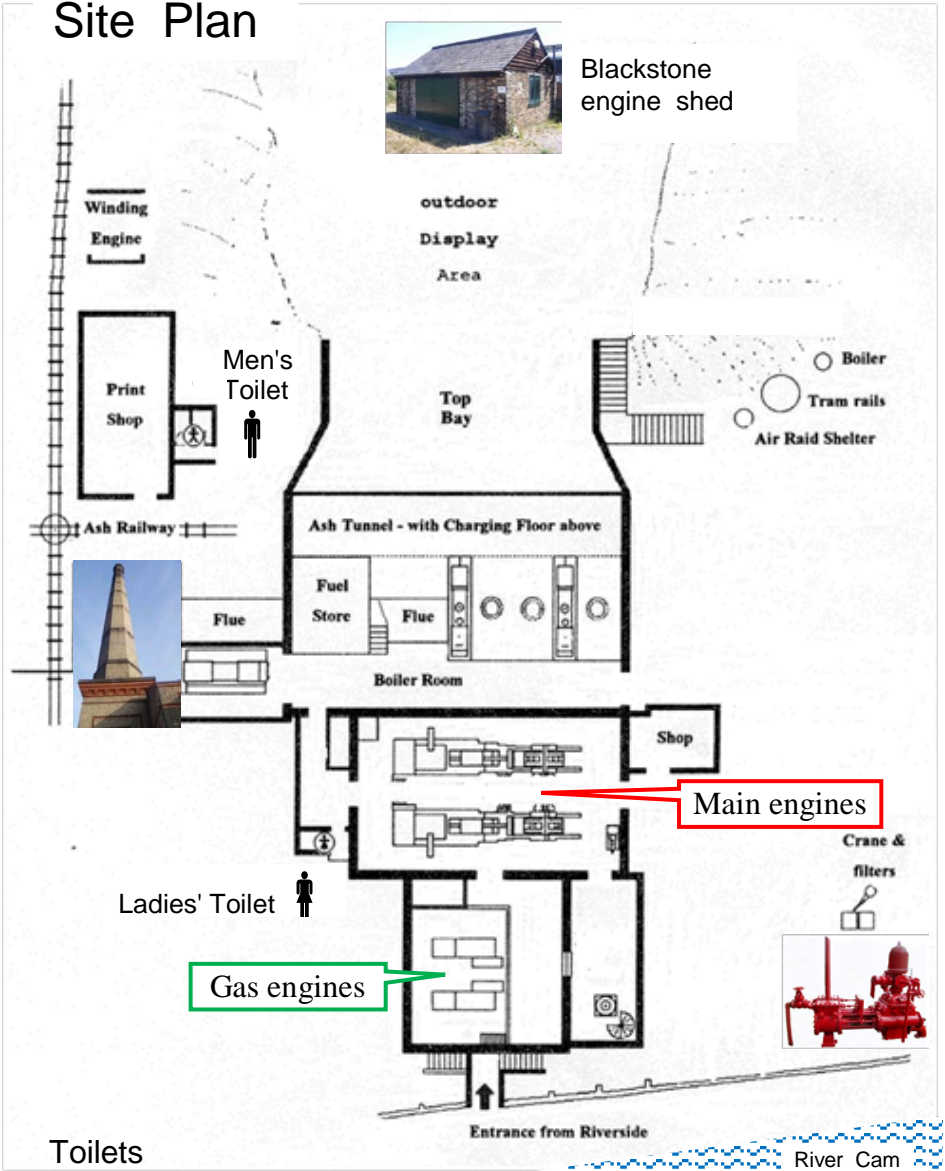 Site Plan
Blackstone
engine shed
Winding
Engine
outdoor
Display
Area
Men's
Toilet
Print
Shop
Top
Bay
Boiler
Tram rails
Air Raid Shelter
Ash Railway
Ash Tunnel - with Charging Floor above
Fuel
Store
Flue
Flue
Boiler Room
Shop
Main engines
Crane &
filters
Ladies' Toilet
Gas engines
Entrance from Riverside
Toilets
River Cam